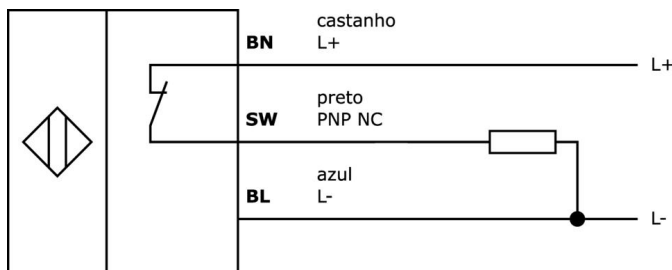 castanho
BN L+
L+
preto
SW PNP NC
azul
BL L-
L-